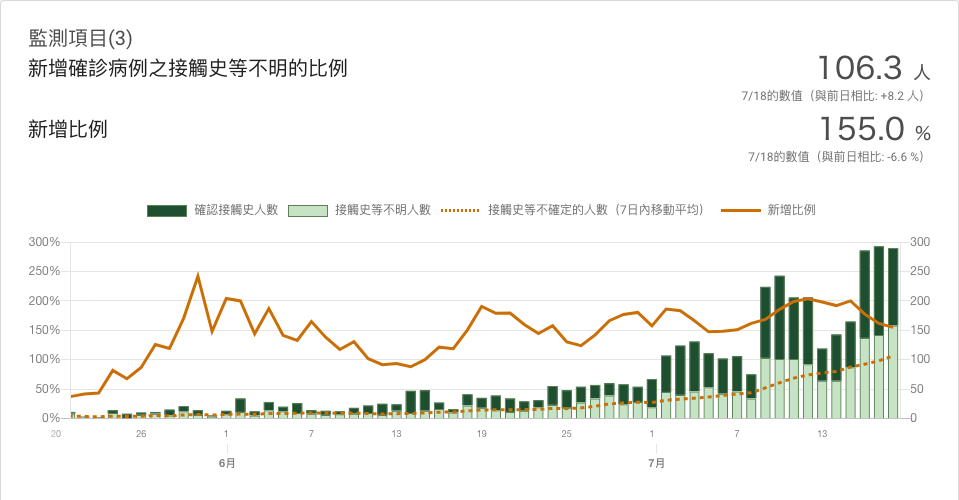 監測項目(3)
新增確診病例之接觸史等不明的比例
106.3 人
7/18的數值（與前日相比: +8.2 人）
新增比例
155.0 %
7/18的數值（與前日相比: -6.6 %）
確認接觸史人數 接觸史等不明人數 接觸史等不確定的人數（7日內移動平均） 新增比例
300% 300
250% 250
200% 200
150% 150
100% 100
50% 50
0% 0
20 26 1 7 13 19 25 1 7 13
6月 7月